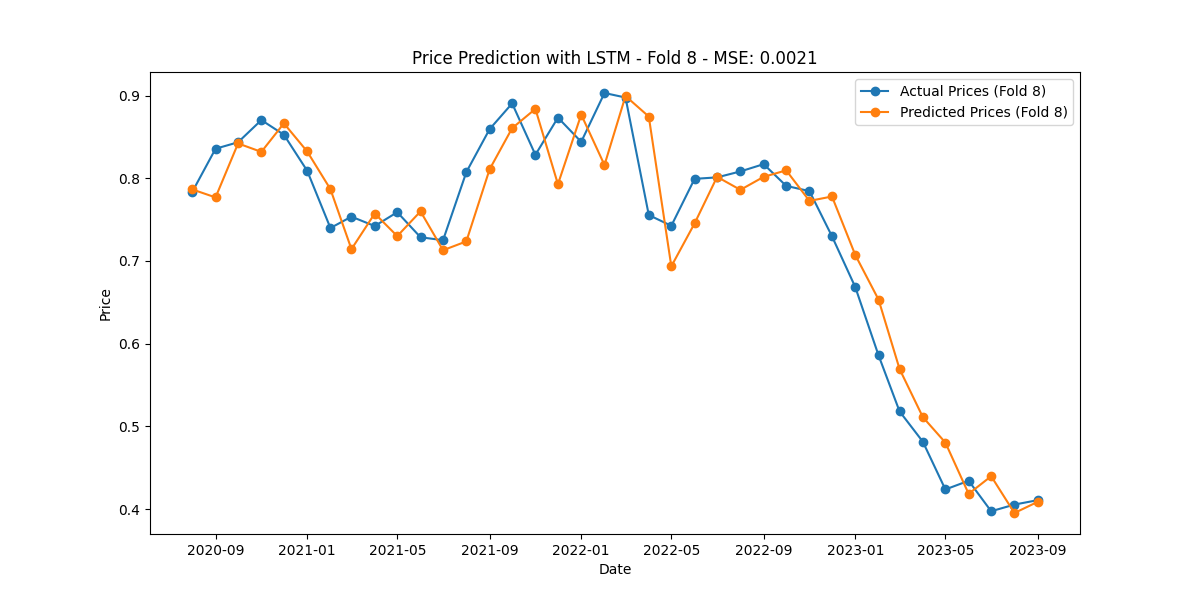 Price Prediction with LSTM - Fold 8 - MSE: 0.0021
Actual Prices (Fold 8)
Predicted Prices (Fold 8)
0.9
0.8
0.7
0.6
0.5
0.4
Price
2020-09 2021-01 2021-05 2021-09 2022-01 2022-05 2022-09 2023-01 2023-05 2023-09
Date